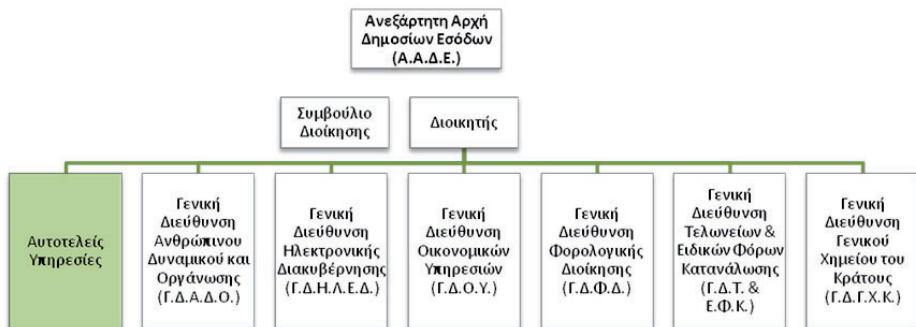 Ανεξάρτητη Αρχή
Δημοσίων Εσόδων
(Α.Α.Δ.Ε.)
Συμβούλιο
Διοίκησης
Διοικητής
Αυτοτελείς
Υπηρεσίες
Γενική
Διεύθυνση
Ανθρώπινου
Δυναμικού και
Οργάνωσης
(Γ.Δ.Α.Δ.Ο.)
Γενική
Διεύθυνση
Ηλεκτρονικής
Διακυβέρνησης
(Γ.Δ.Η.Λ.Ε.Δ.)
Γενική
Διεύθυνση
Οικονομικών
Υπηρεσιών
(Γ.Δ.Ο.Υ.)
Γενική
Διεύθυνση
Φορολογικής
Διοίκησης
(Γ.Δ.Φ.Δ.)
Γενική
Διεύθυνση
Τελωνείων &
Ειδικών Φόρων
Κατανάλωσης
(Γ.Δ.Τ. &
Ε.Φ.Κ.)
Γενική
Διεύθυνση
Γενικού
Χημείου του
Κράτους
(Γ.Δ.Γ.Χ.Κ.)